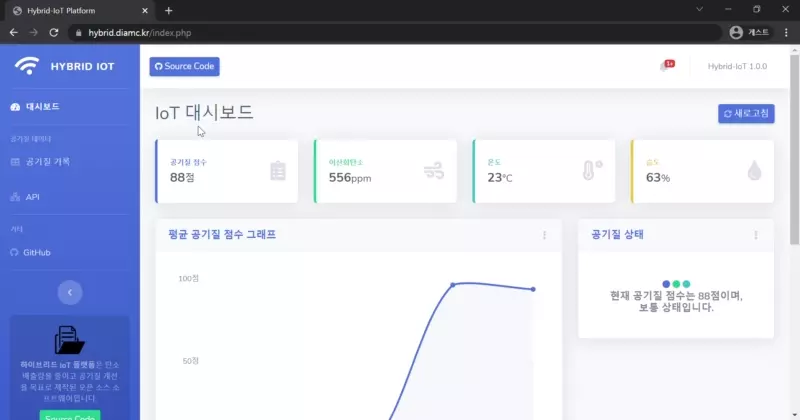 Hybrid-IoT Platform
hybrid.diamc.kr/index.php
게스트
HYBRID IOT
Source Code
1+
Hybrid-IoT 1.0.0
대시보드
IoT 대시보드
새로고침
공기질 데이터
공기질 기록
API
기타
GitHub
공기질 점수
88점
이산화탄소
556ppm
온도
23℃
습도
63%
평균 공기질 점수 그래프
100점
50점
공기질 상태
현재 공기질 점수는 88점이며,
보통 상태입니다.
하이브리드 IoT 플랫폼은 탄소
배출량을 줄이고 공기질 개선
을 목표로 제작된 오픈 소스 소
프트웨어입니다.
Source Code